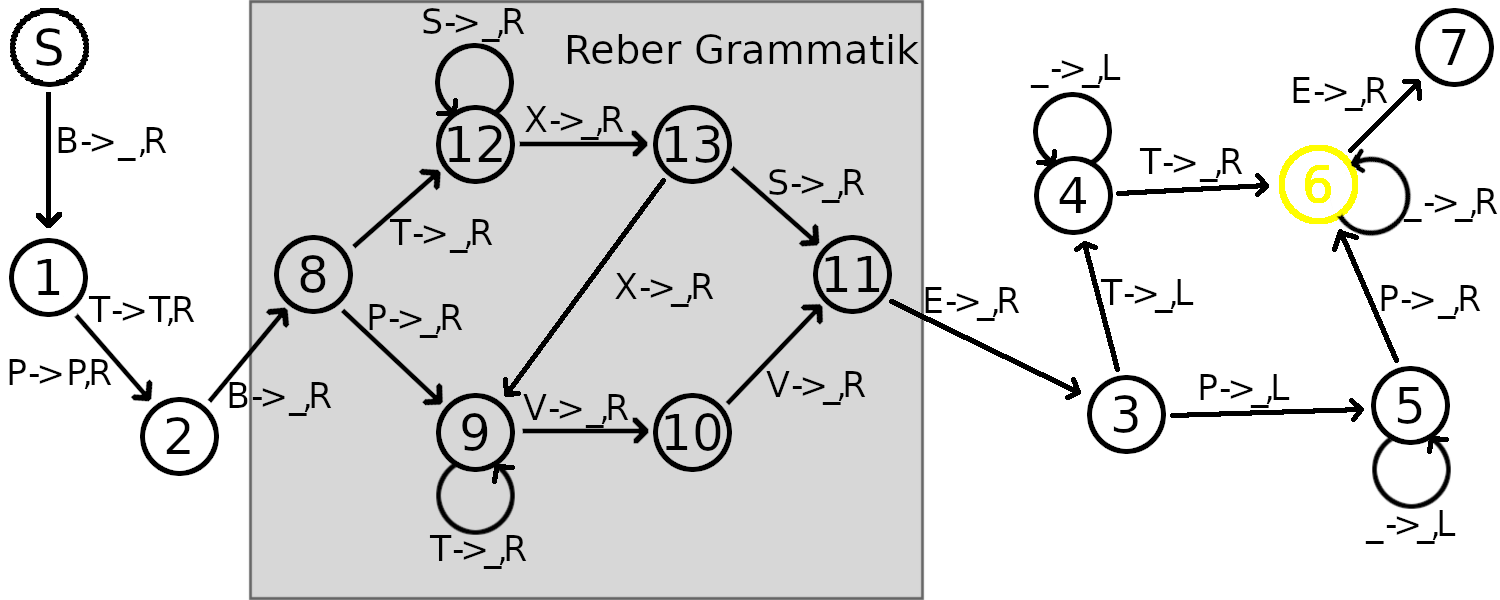 S
B->_,R
1
T->T,R
P->P,R
2
B->_,R
Reber Grammatik
S->_,R
12
X->_,R
13
S->_,R
T->_,R
8
P->_,R
X->_,R
11
9
V->_,R
10
V->_,R
T->_,R
E->_,R
3
T->_,L
P->_,L
_->_,L
4
T->_,R
5
_->_,L
P->_,R
6
_->_,R
E->_,R
7